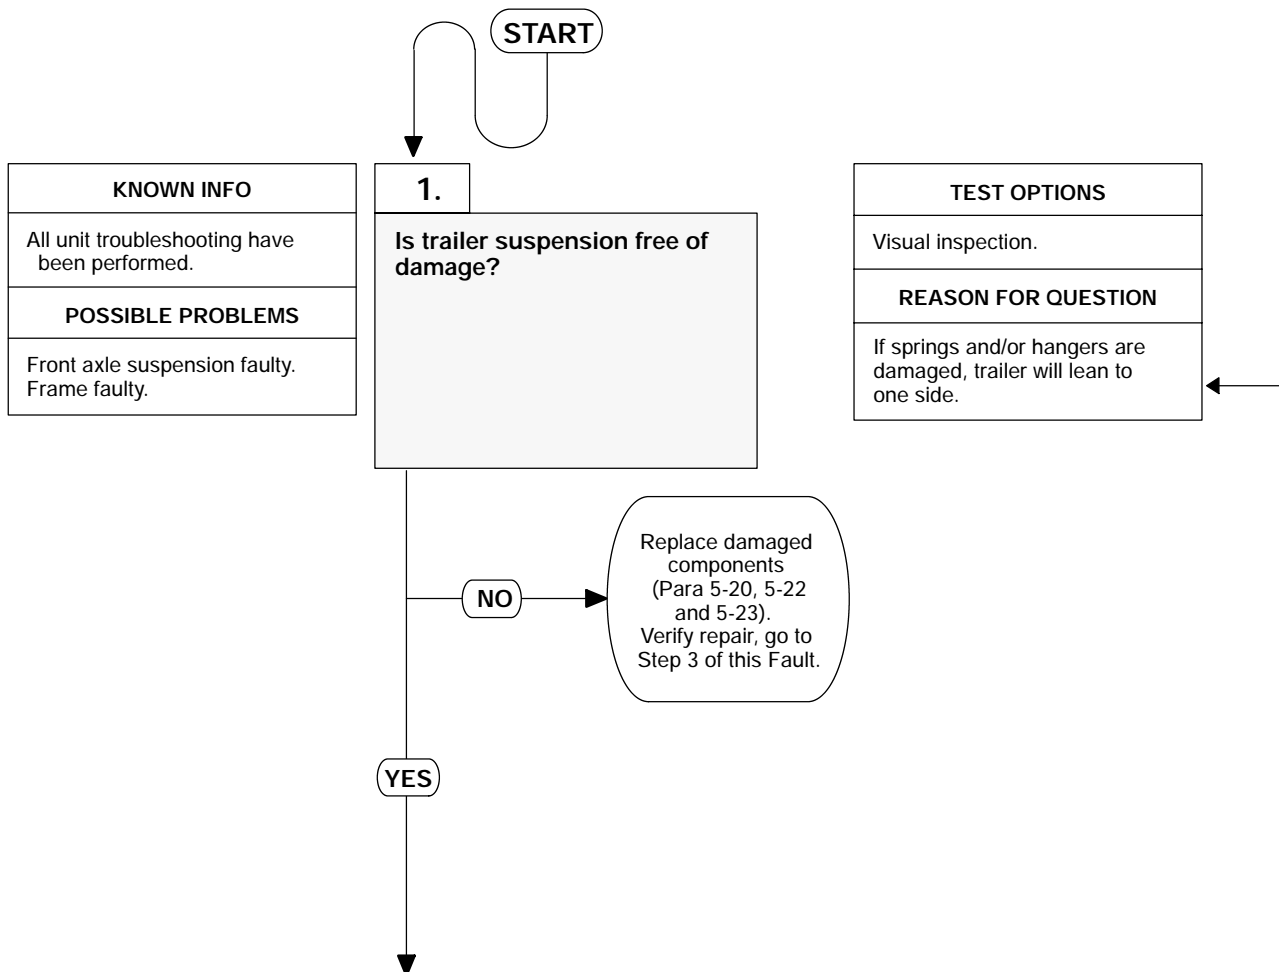 START
KNOWN INFO
All unit troubleshooting have
been performed.
POSSIBLE PROBLEMS
Front axle suspension faulty.
Frame faulty.
1.
Is trailer suspension free of
damage?
TEST OPTIONS
Visual inspection.
REASON FOR QUESTION
If springs and/or hangers are
damaged, trailer will lean to
one side.
NO
Replace damaged
components
(Para 5-20, 5-22
and 5-23).
Verify repair, go to
Step 3 of this Fault.
YES